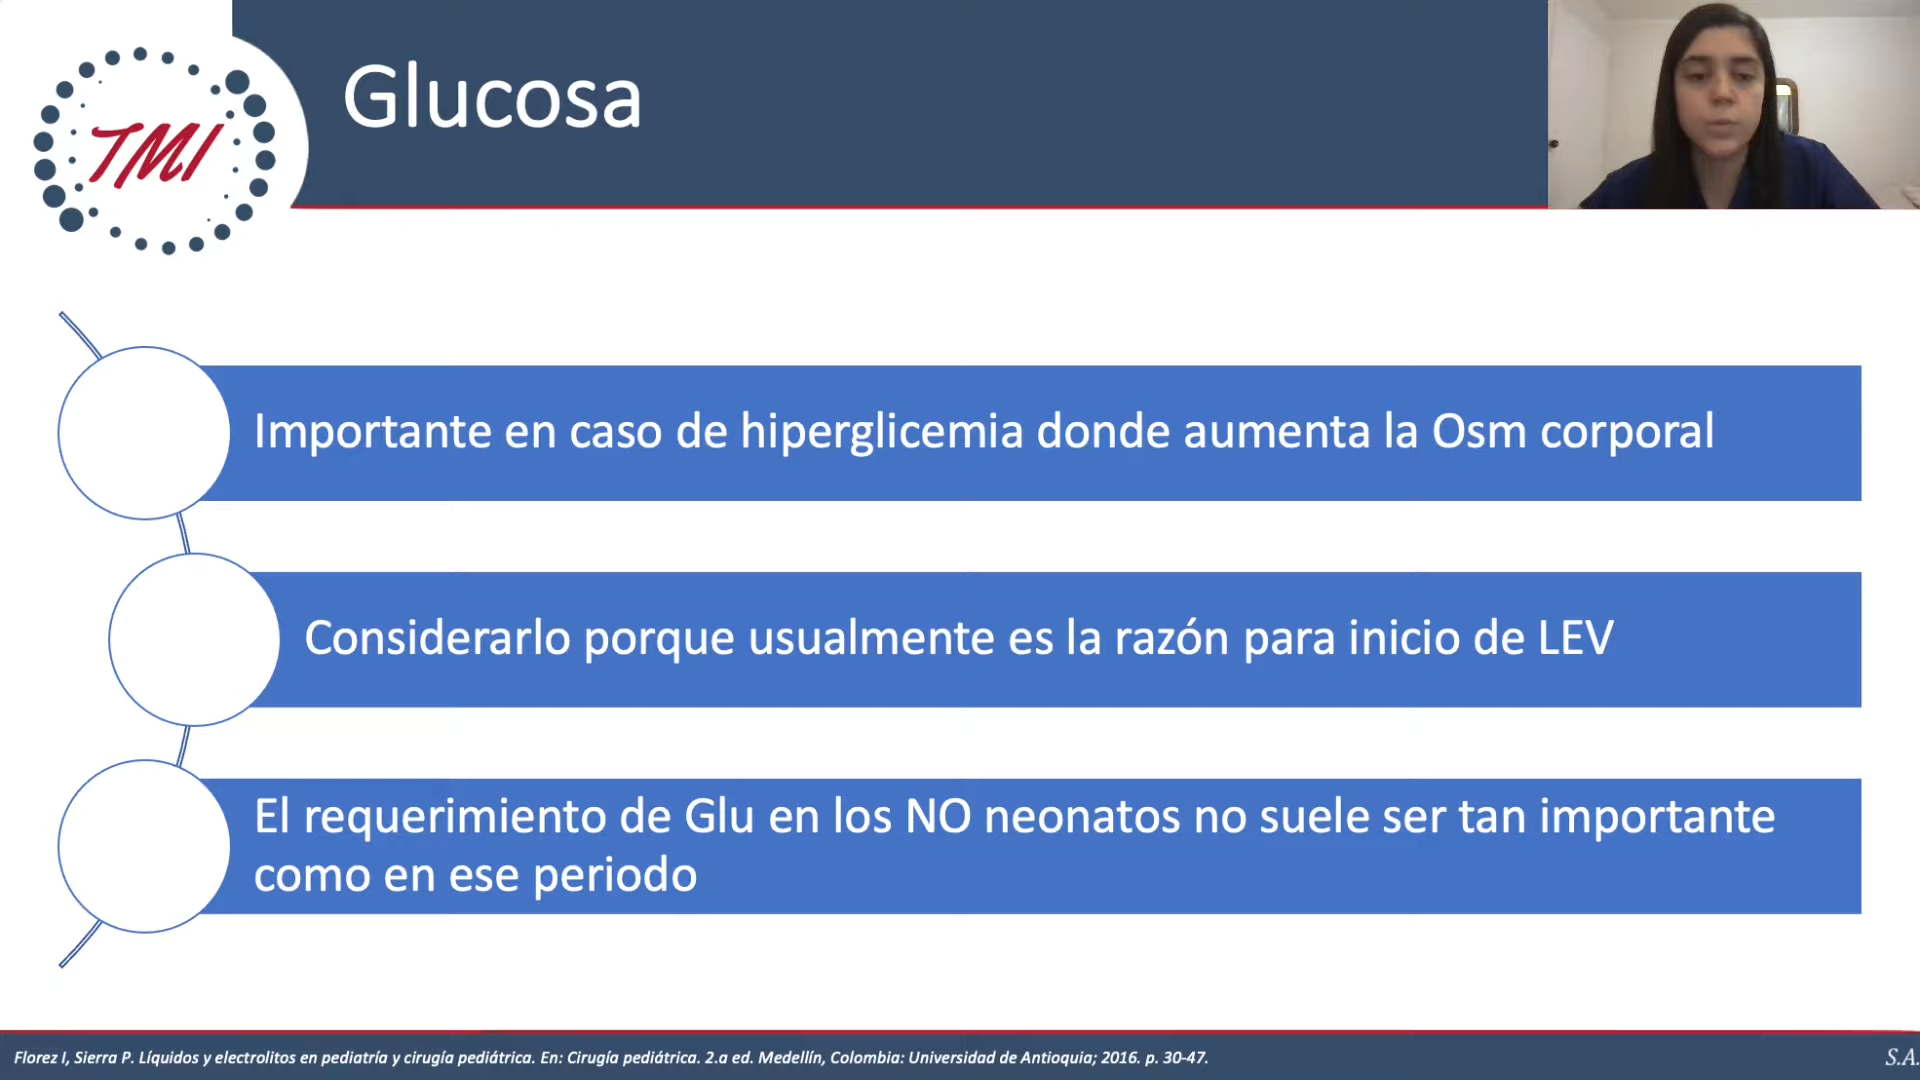 TMI
Glucosa
Importante en caso de hiperglicemia donde aumenta la Osm corporal
Considerarlo porque usualmente es la razón para inicio de LEV
El requerimiento de Glu en los NO neonatos no suele ser tan importante
como en ese periodo
Florez I, Sierra P. Líquidos y electrolitos en pediatría y cirugía pediátrica. En: Cirugía pediátrica. 2.a ed. Medellín, Colombia: Universidad de Antioquia; 2016. p. 30-47.
S.A.